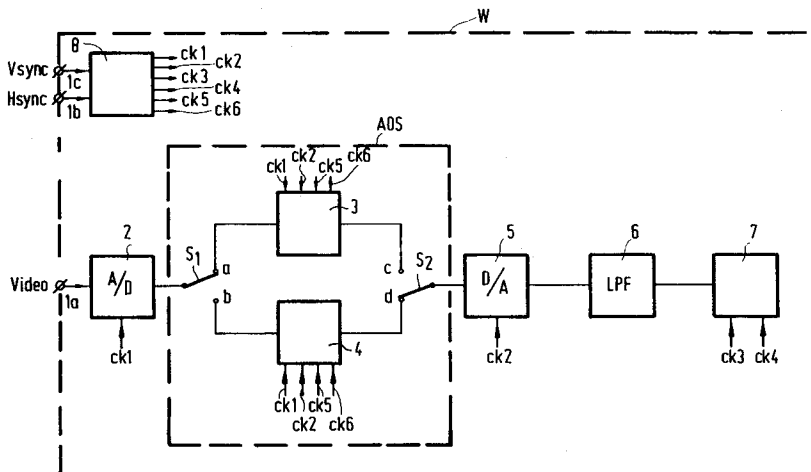 W
8
Vsync
1c
Hsync
1b
ck1
ck2
ck3
ck4
ck5
ck6
AOS
ck1
ck2
ck5
ck6
3
2
A/D
S1
a
b
c
d
S2
5
D/A
6
LPF
7
Video
1a
ck1
4
ck1
ck2
ck5
ck6
ck2
ck3
ck4